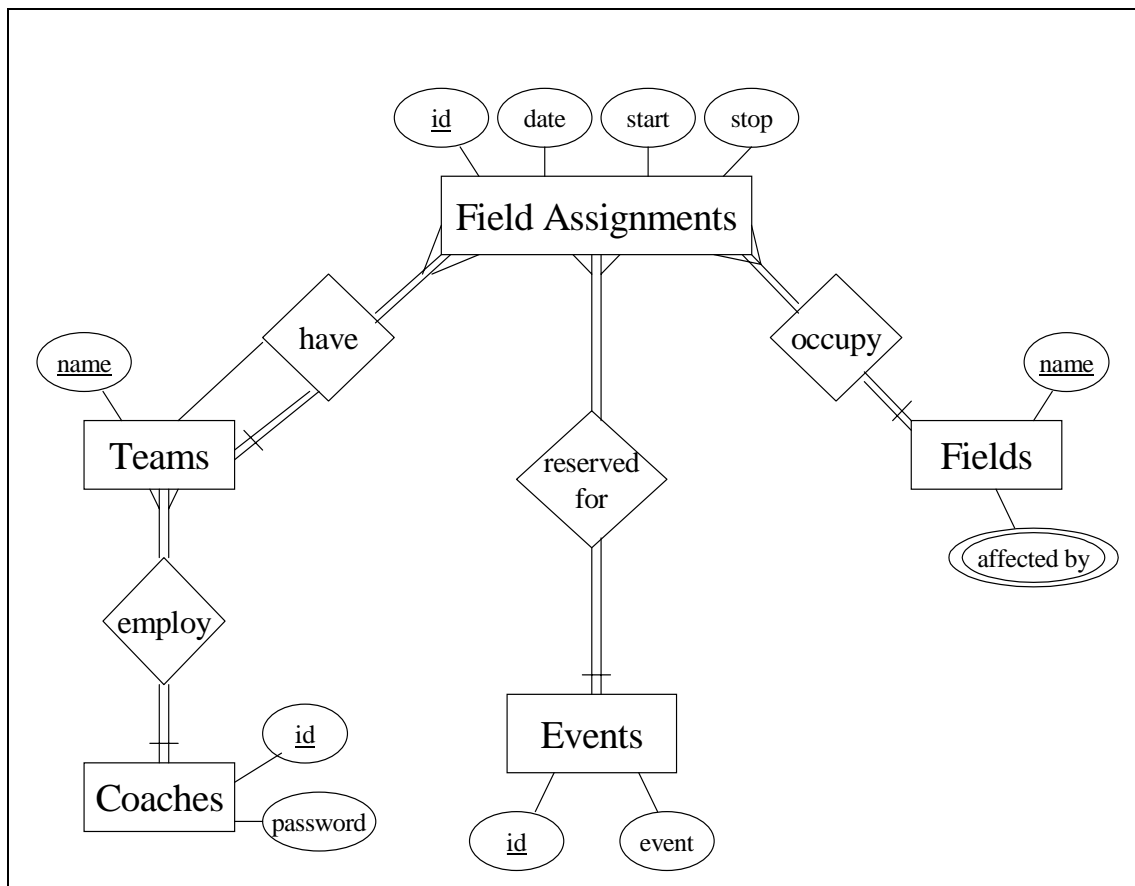 id
date
start
stop
Field Assignments
have
occupy
name
name
Teams
reserved
for
Fields
affected by
employ
id
Events
Coaches
password
id
event